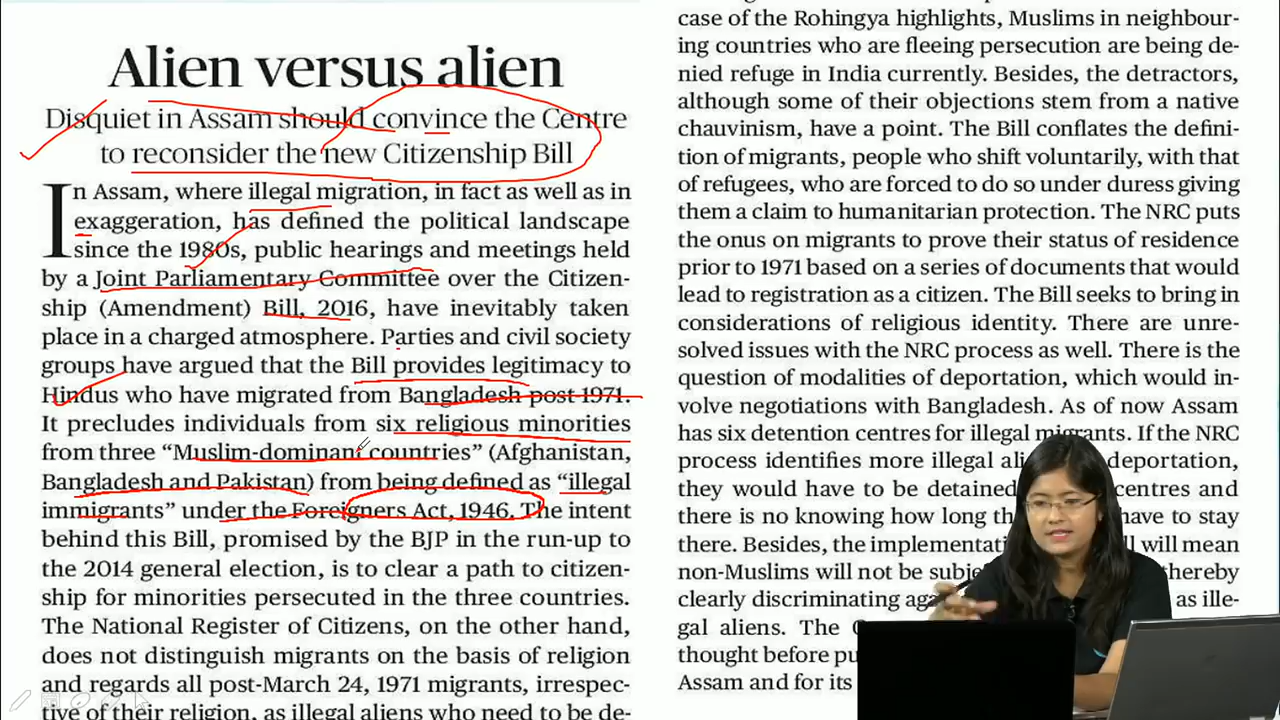 Alien versus alien
Disquiet in Assam should convince the Centre
to reconsider the new Citizenship Bill
In Assam, where illegal migration, in fact as well as in
exaggeration, has defined the political landscape
since the 1980s, public hearings and meetings held
by a Joint Parliamentary Committee over the Citizen-
ship (Amendment) Bill, 2016, have inevitably taken
place in a charged atmosphere. Parties and civil society
groups have argued that the Bill provides legitimacy to
Hindus who have migrated from Bangladesh post-1971.
It precludes individuals from six religious minorities
from three “Muslim-dominant countries” (Afghanistan,
Bangladesh and Pakistan) from being defined as “illegal
immigrants” under the Foreigners Act, 1946. The intent
behind this Bill, promised by the BJP in the run-up to
the 2014 general election, is to clear a path to citizen-
ship for minorities persecuted in the three countries.
The National Register of Citizens, on the other hand,
does not distinguish migrants on the basis of religion
and regards all post-March 24, 1971 migrants, irrespec-
tive of their religion, as illegal aliens who need to be de-
case of the Rohingya highlights, Muslims in neighbour-
ing countries who are fleeing persecution are being de-
nied refuge in India currently. Besides, the detractors,
although some of their objections stem from a native
chauvinism, have a point. The Bill conflates the defini-
tion of migrants, people who shift voluntarily, with that
of refugees, who are forced to do so under duress giving
them a claim to humanitarian protection. The NRC puts
the onus on migrants to prove their status of residence
prior to 1971 based on a series of documents that would
lead to registration as a citizen. The Bill seeks to bring in
considerations of religious identity. There are unre-
solved issues with the NRC process as well. There is the
question of modalities of deportation, which would in-
volve negotiations with Bangladesh. As of now Assam
has six detention centres for illegal migrants. If the NRC
process identifies more illegal deportation,
they would have to be detained centres and
there is no knowing how long have to stay
there. Besides, the will mean
non-Muslims will not be thereby
clearly discriminating as ille-
gal aliens. The
thought before
Assam and for its